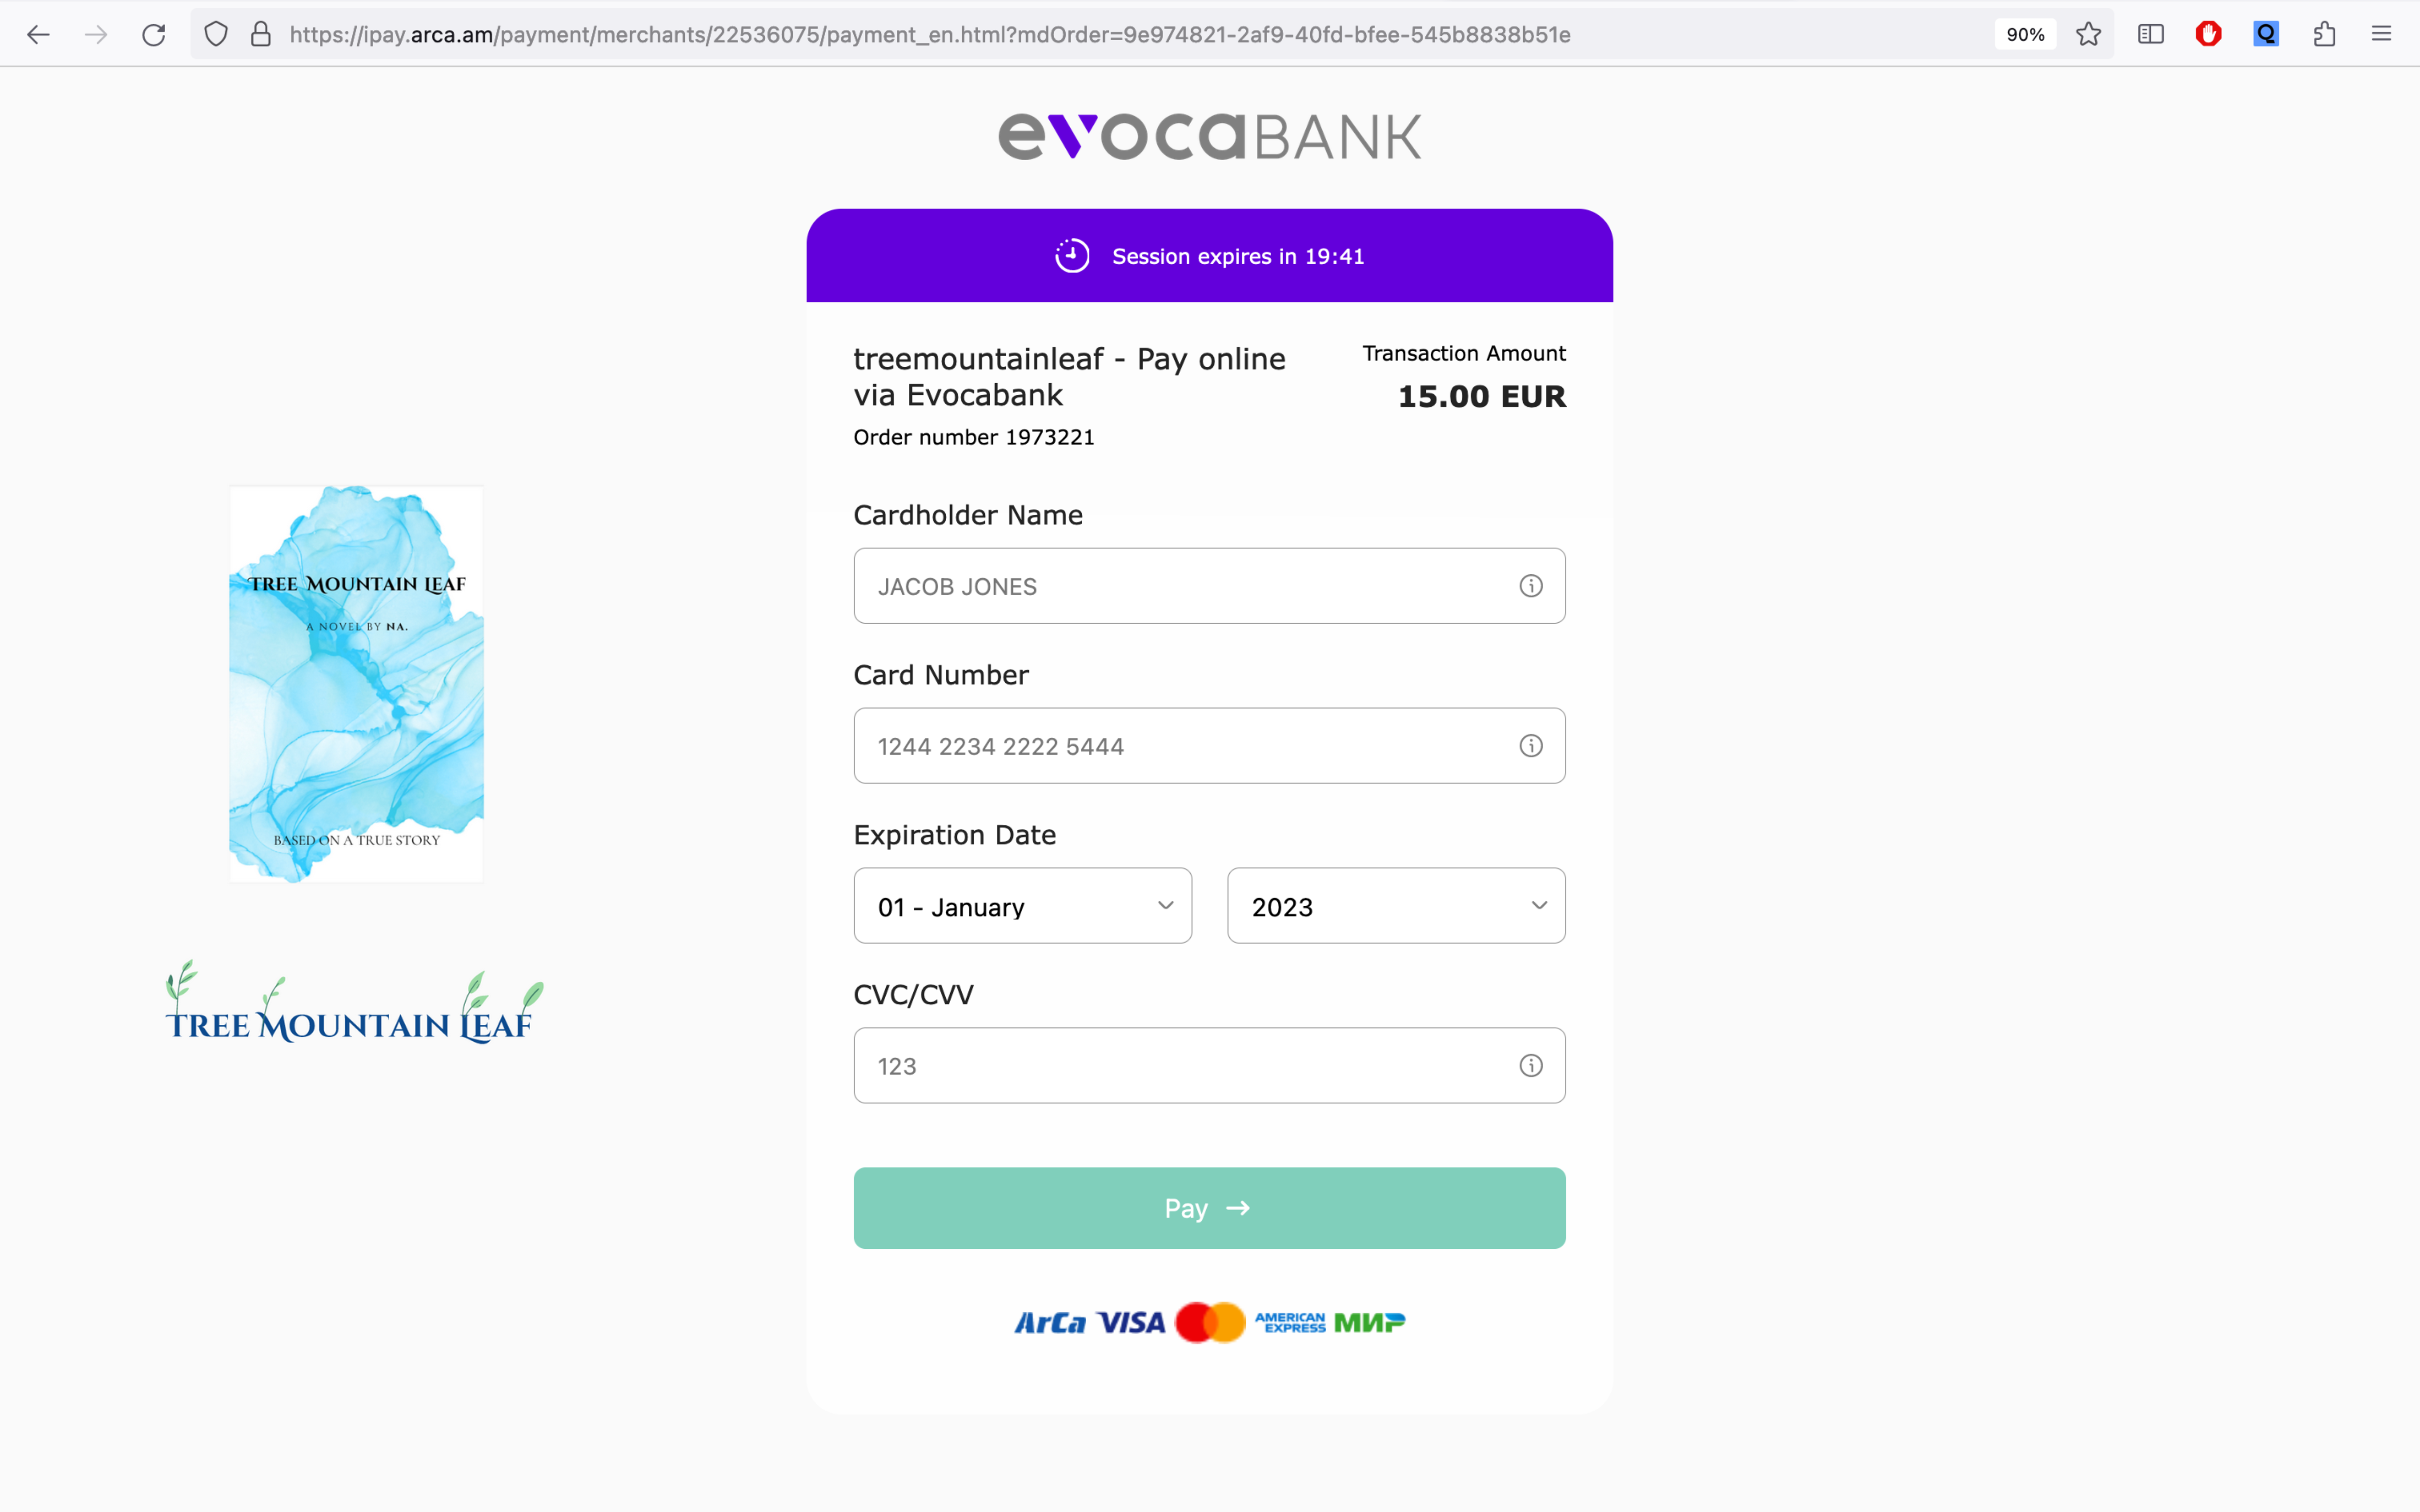 https://ipay.arca.am/payment/merchants/22536075/payment_en.html?mdOrder=9e974821-2af9-40fd-bfee-545b8838b51e
90%
Q
evocaBANK
Session expires in 19:41
treemountainleaf - Pay online
via Evocabank
Order number 1973221
Transaction Amount
15.00 EUR
Cardholder Name
JACOB JONES
Card Number
1244 2234 2222 5444
Expiration Date
01 - January
2023
CVC/CVV
123
Pay →
ArCa VISA AMERICAN EXPRESS МИР
TREE MOUNTAIN LEAF
A NOVEL BY NA.
BASED ON A TRUE STORY
TREE MOUNTAIN LEAF